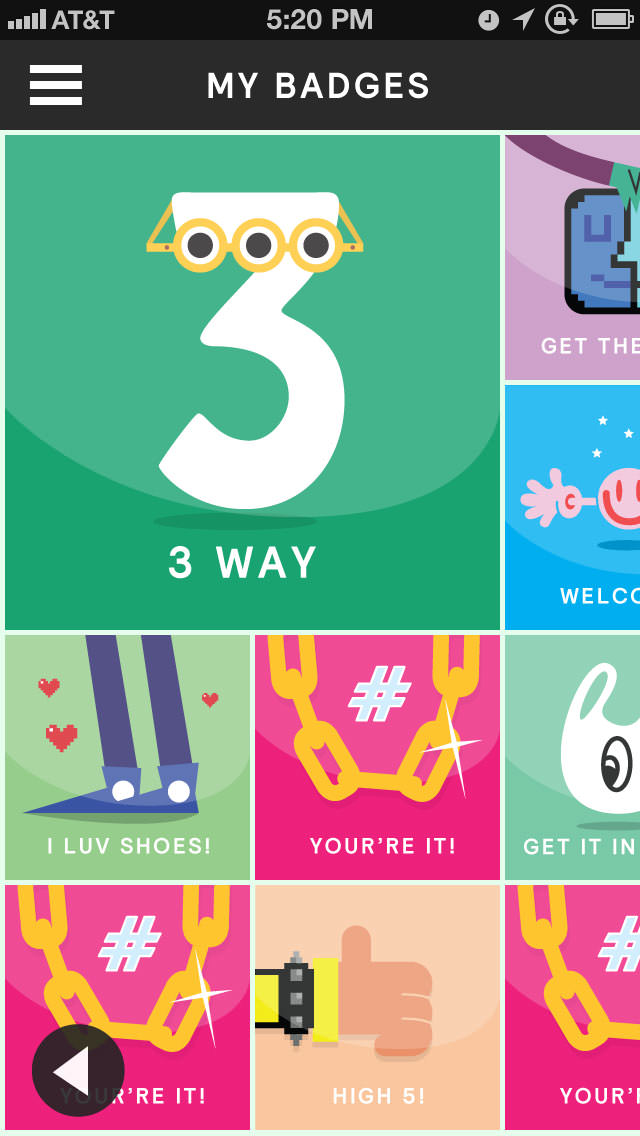 AT&T 5:20 PM
MY BADGES
3
GET THE
3 WAY
WELCO
#
I LUV SHOES!
YOUR'RE IT!
GET IT IN
#
#
R'RE IT!
HIGH 5!
YOUR'R